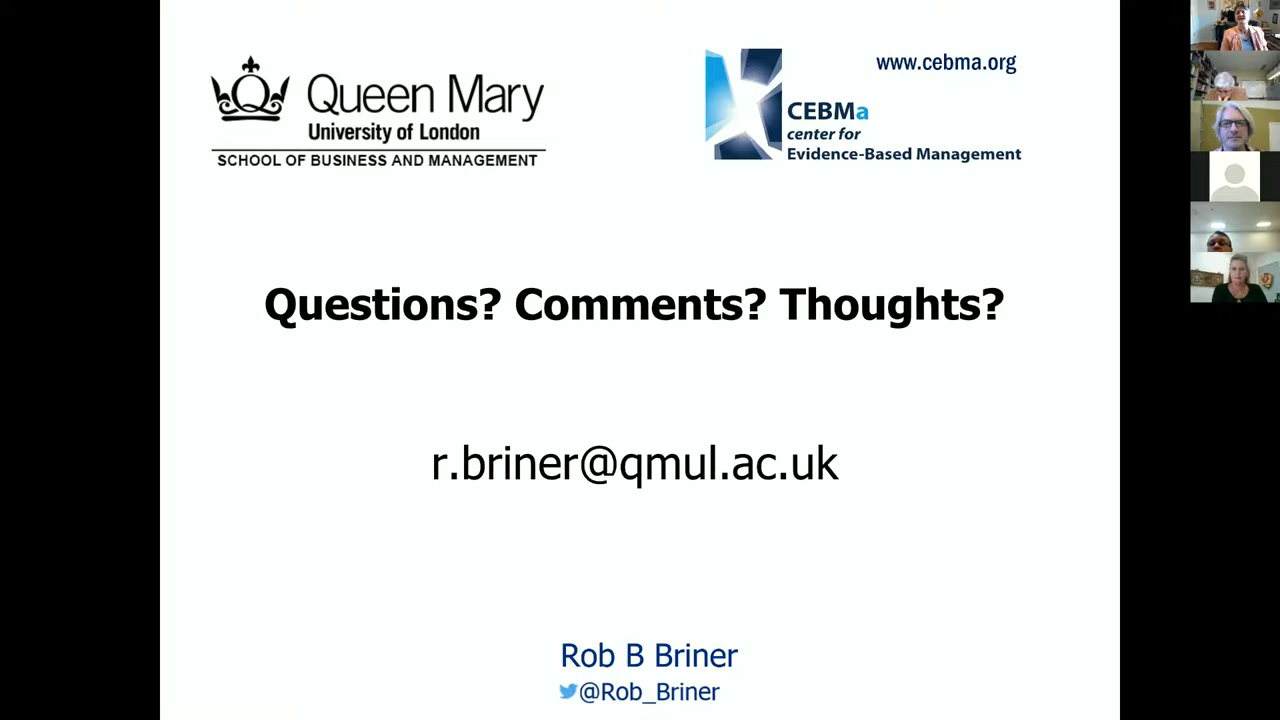 Queen Mary
University of London
SCHOOL OF BUSINESS AND MANAGEMENT
www.cebma.org
CEBMa
center for
Evidence-Based Management
Questions? Comments? Thoughts?
r.briner@qmul.ac.uk
Rob B Briner
@Rob_Briner